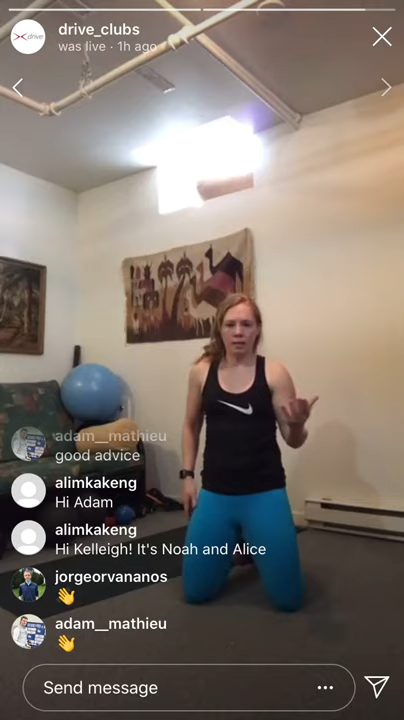 drive
drive_clubs
was live · 1h ago
adam__mathieu
good advice
alimkakeng
Hi Adam
alimkakeng
Hi Kelleigh! It's Noah and Alice
jorgeorvananos
👋
adam__mathieu
👋
Send message